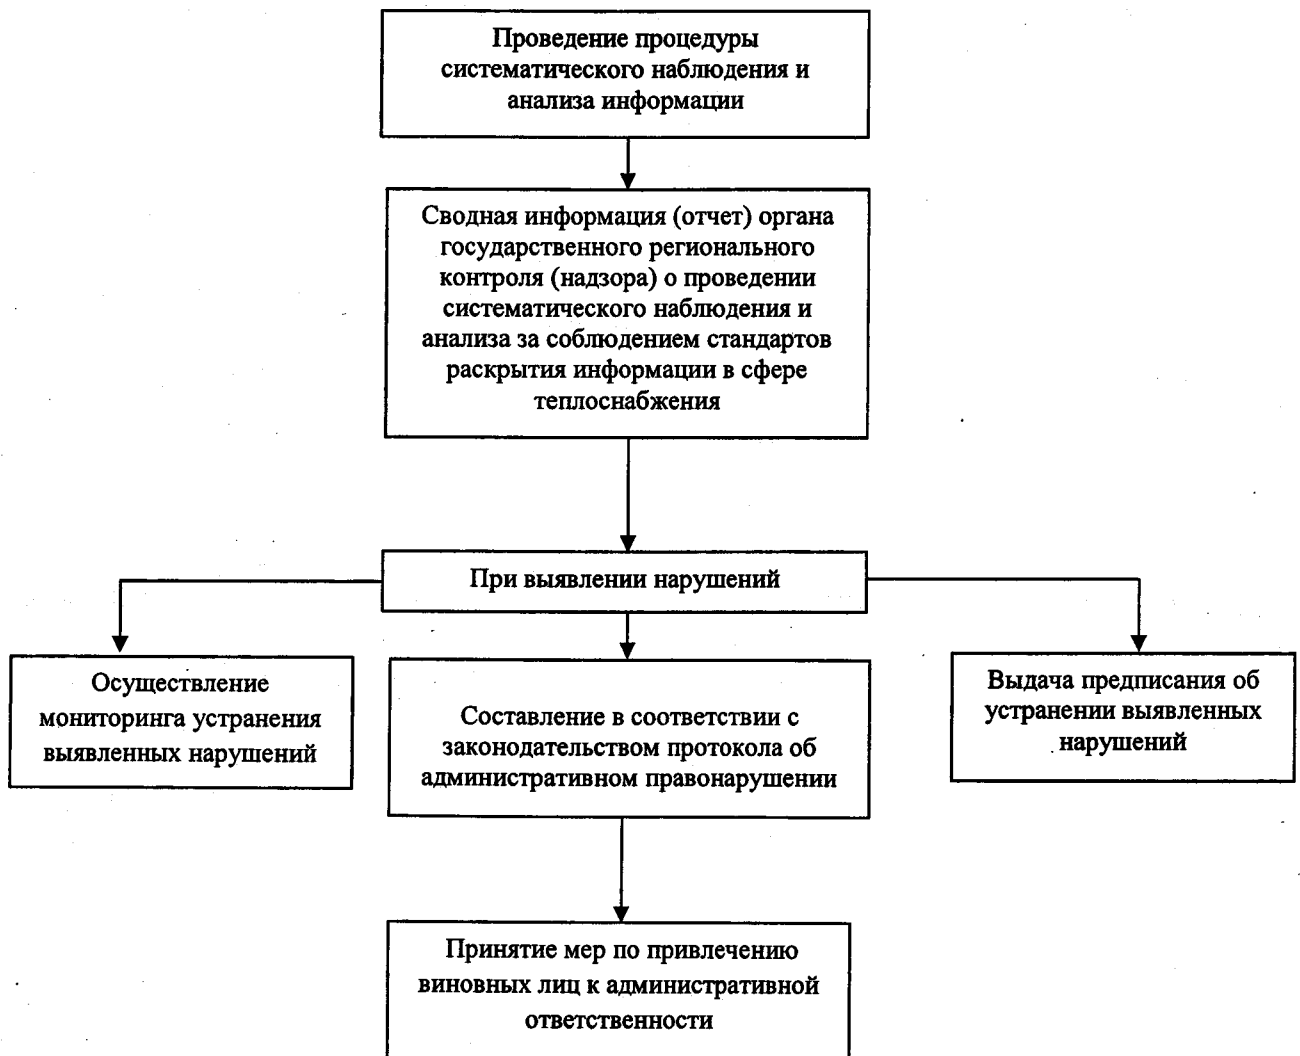 Проведение процедуры
систематического наблюдения и
анализа информации
Сводная информация (отчет) органа
государственного регионального
контроля (надзора) о проведении
систематического наблюдения и
анализа за соблюдением стандартов
раскрытия информации в сфере
теплоснабжения
При выявлении нарушений
Осуществление
мониторинга устранения
выявленных нарушений
Составление в соответствии с
законодательством протокола об
административном правонарушении
Выдача предписания об
устранении выявленных
нарушений
Принятие мер по привлечению
виновных лиц к административной
ответственности